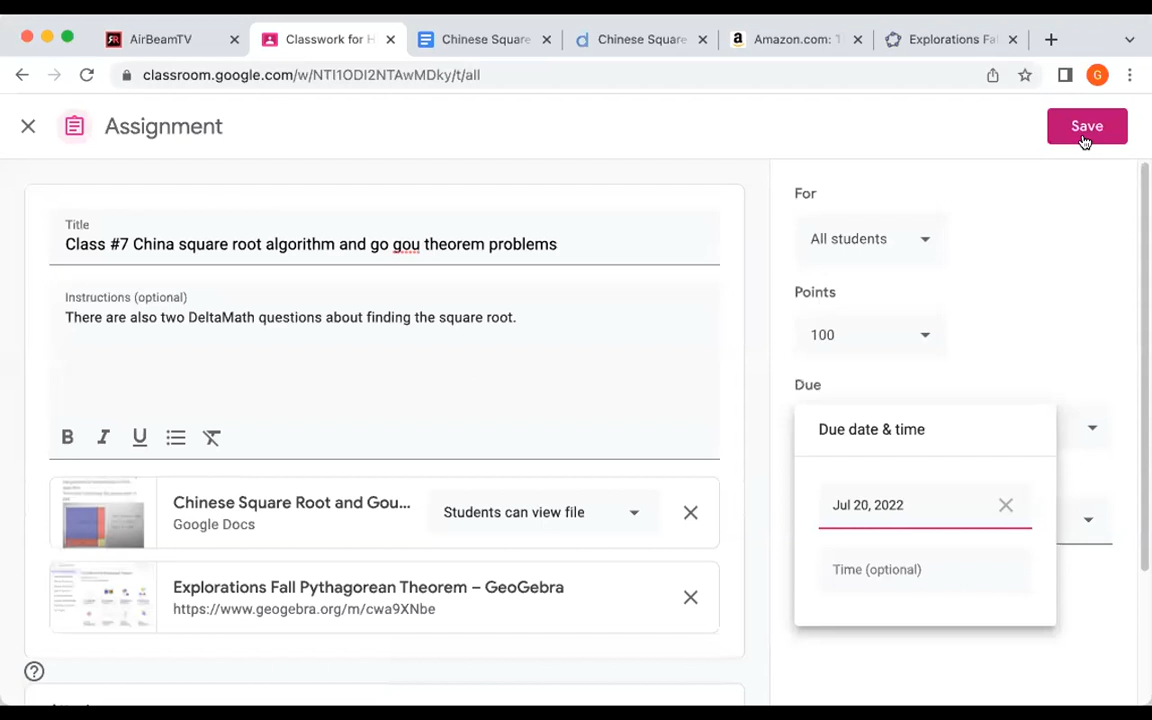 AirBeamTV
Classwork for H
Chinese Square
Chinese Square
Amazon.com: T
Explorations Fal
classroom.google.com/w/NTI1ODI2NTAwMDky/t/all
G
Assignment
Save
Title
Class #7 China square root algorithm and go gou theorem problems
Instructions (optional)
There are also two DeltaMath questions about finding the square root.
B I U
Chinese Square Root and Gou...
Google Docs
Students can view file
Explorations Fall Pythagorean Theorem – GeoGebra
https://www.geogebra.org/m/cwa9XNbe
For
All students
Points
100
Due
Due date & time
Jul 20, 2022
Time (optional)